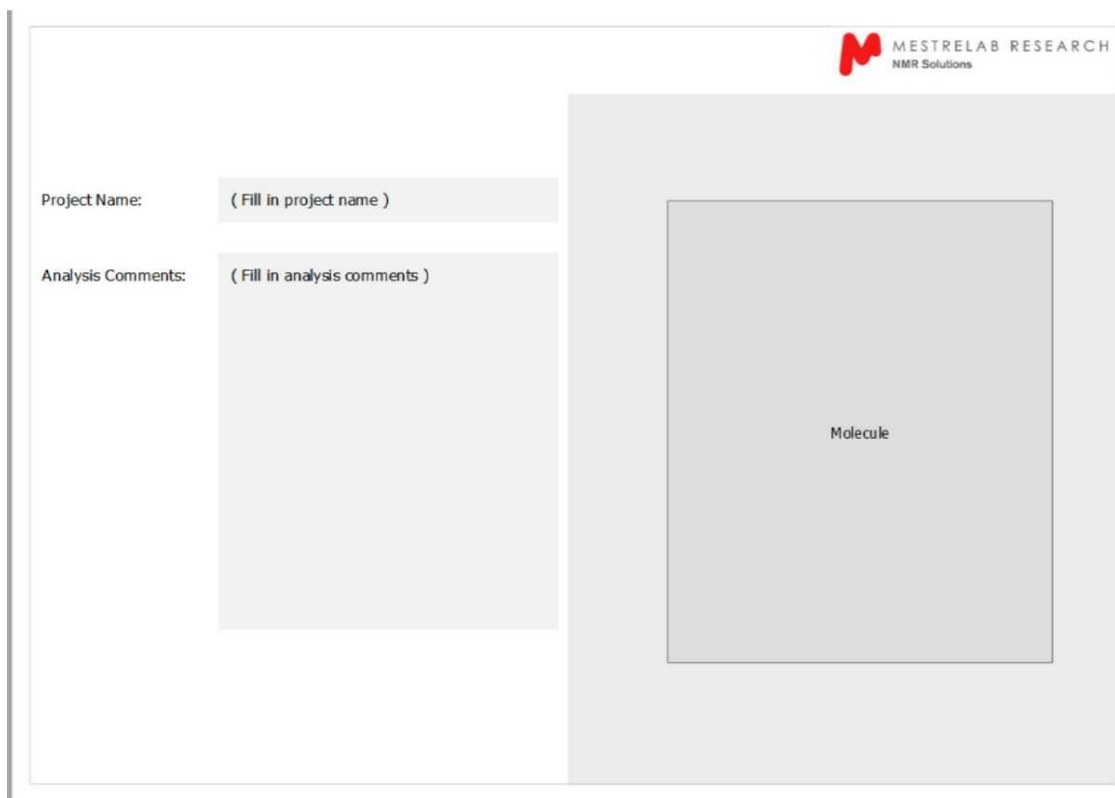 MESTRELAB RESEARCH
NMR Solutions
Project Name:
( Fill in project name )
Analysis Comments:
( Fill in analysis comments )
Molecule